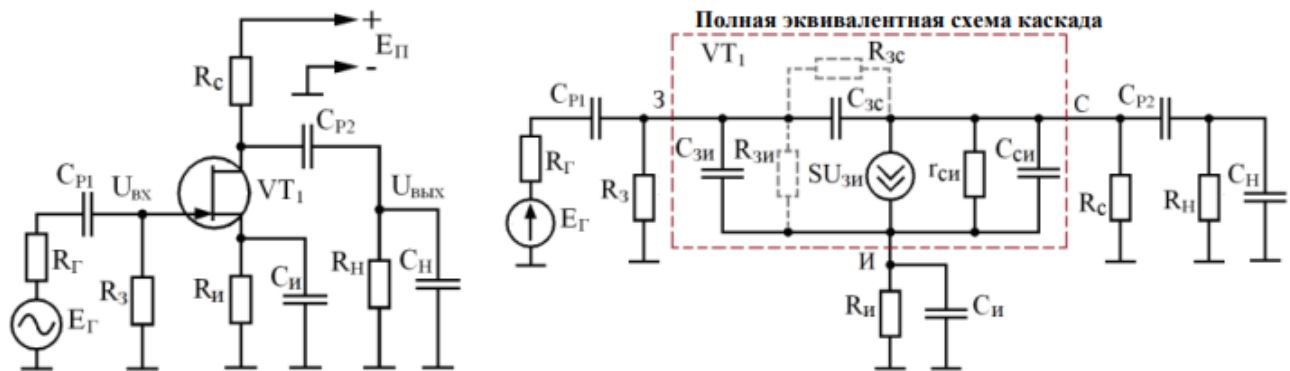 Полная эквивалентная схема каскада
+
EП
-
RC
CP2
CP1
UВХ
VT1
UВЫХ
RГ
EГ
RЗ
RИ
CИ
RН
CН
VT1
RЗС
CP1
З
CЗС
С
CP2
RГ
EГ
RЗ
CЗИ
RЗИ
SUЗИ
rСИ
CСИ
RС
RН
CН
И
RИ
CИ